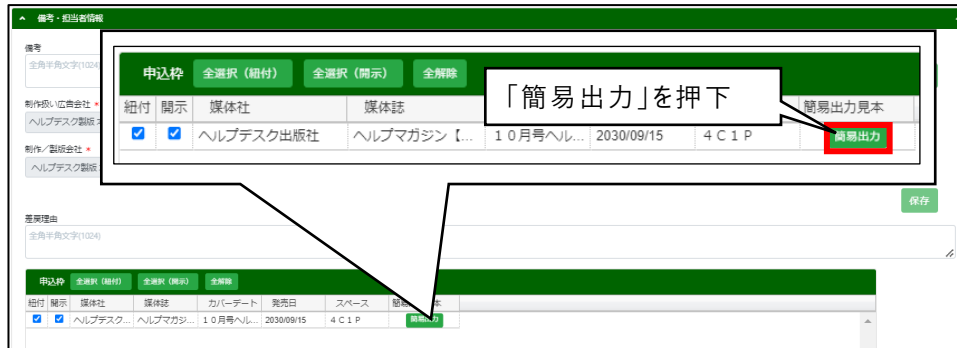 備考・担当者情報
備考
全角半角文字(1024)
制作扱い広告会社 *
ヘルプデスク製版
制作／製版会社 *
ヘルプデスク製版
申込枠 全選択（紐付） 全選択（開示） 全解除
紐付 開示 媒体社 媒体誌 簡易出力見本
ヘルプデスク出版社 ヘルプマガジン【... １０月号ヘル... 2030/09/15 ４Ｃ１Ｐ 簡易出力
「簡易出力」を押下
保存
差戻理由
全角半角文字(1024)
申込枠 全選択（紐付） 全選択（開示） 全解除
紐付 開示 媒体社 媒体誌 カバーデート 発売日 スペース 本
ヘルプデスク... ヘルプマガジ... １０月号ヘル... 2030/09/15 ４Ｃ１Ｐ